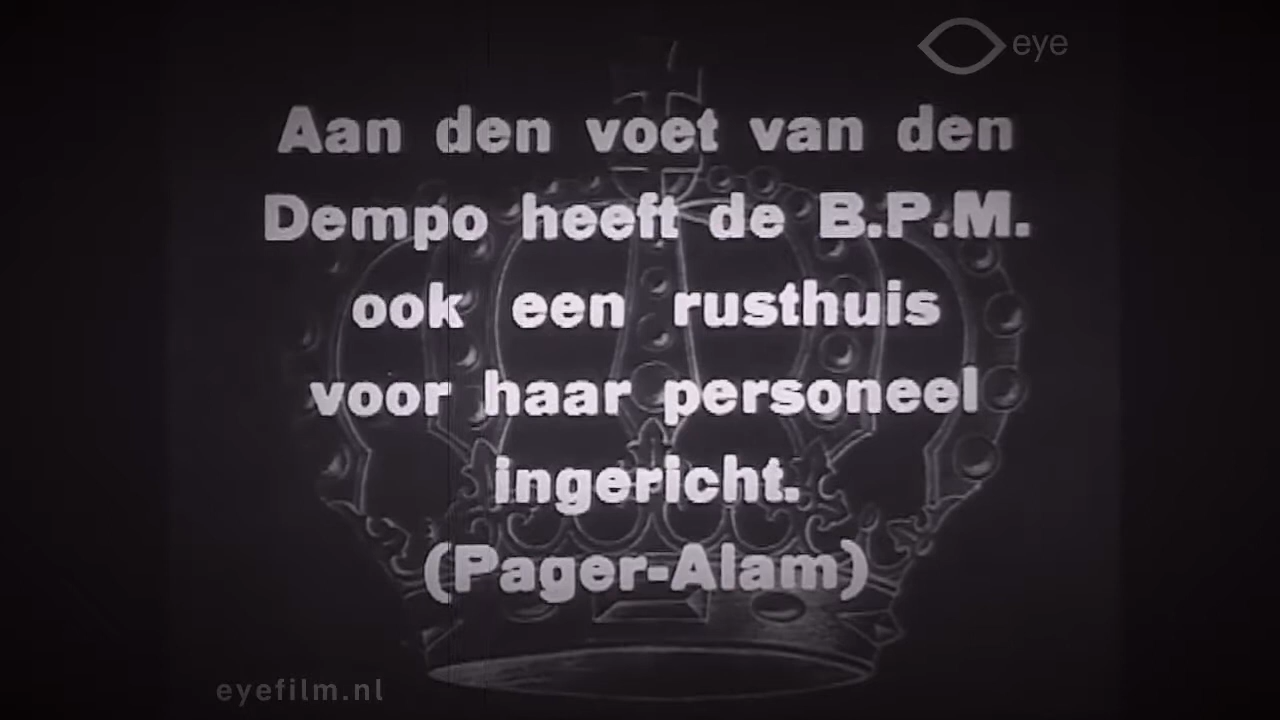 eye
Aan den voet van den
Dempo heeft de B.P.M.
ook een rusthuis
voor haar personeel
ingericht.
(Pager-Alam)
eyefilm.nl